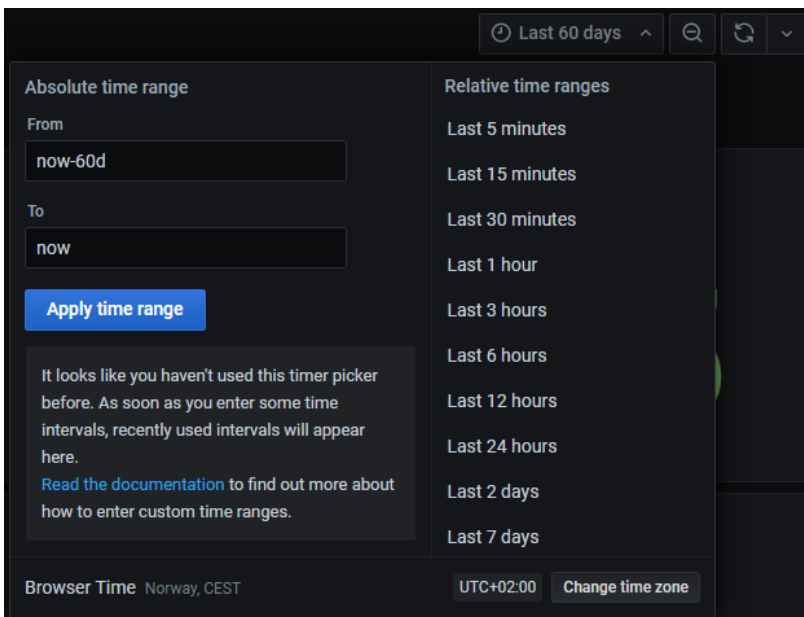 Last 60 days
Absolute time range
From
now-60d
To
now
Apply time range
It looks like you haven't used this timer picker
before. As soon as you enter some time
intervals, recently used intervals will appear
here.
Read the documentation to find out more about
how to enter custom time ranges.
Relative time ranges
Last 5 minutes
Last 15 minutes
Last 30 minutes
Last 1 hour
Last 3 hours
Last 6 hours
Last 12 hours
Last 24 hours
Last 2 days
Last 7 days
Browser Time Norway, CEST
UTC+02:00 Change time zone